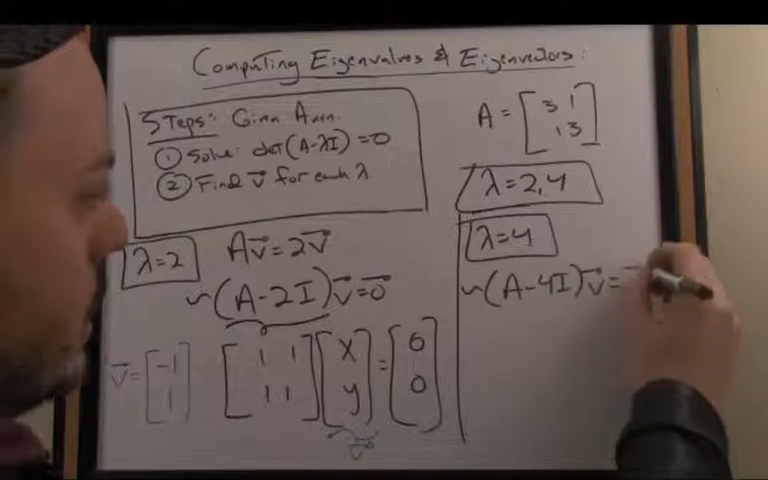 Computing Eigenvalues & Eigenvectors:
Steps: Given Anxn.
① Solve: det(A-λI)=0
② Find v⃗ for each λ
λ=2 Av⃗=2v⃗
~(A-2I)v⃗=0⃗
v⃗=[-1 1] [1 1 1 1][x y]=[0 0]
v⃗
A=[3 1 1 3]
λ=2,4
λ=4
~(A-4I)v⃗=